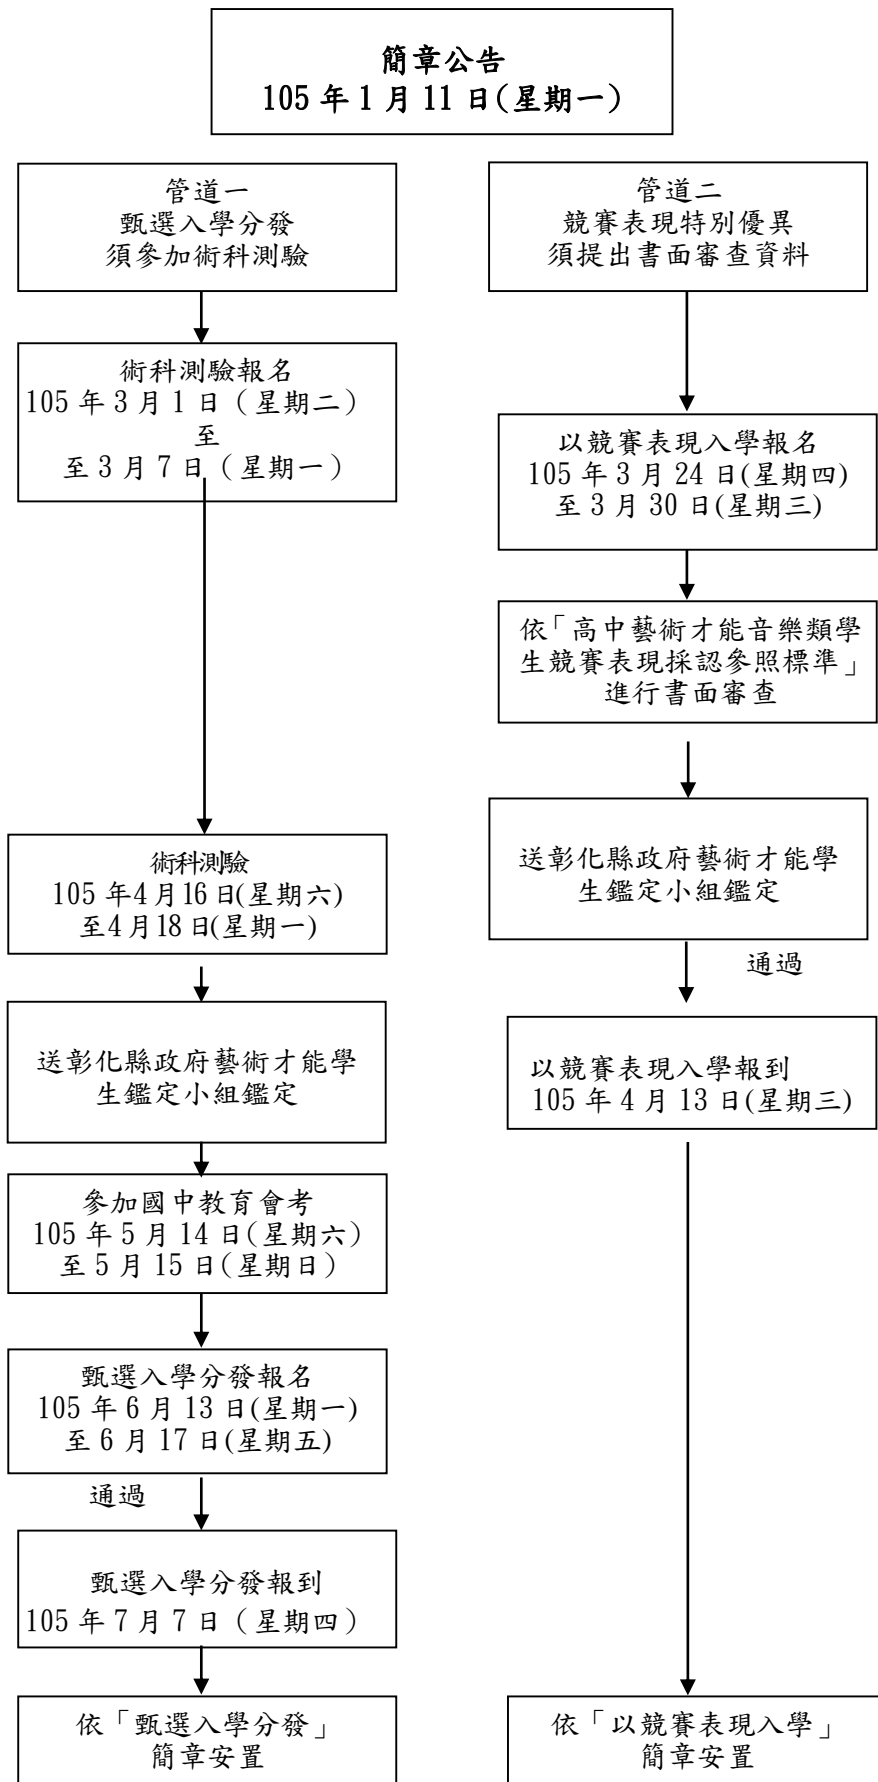 簡章公告
105 年 1 月 11 日(星期一)
管道一
甄選入學分發
須參加術科測驗
術科測驗報名
105 年 3 月 1 日（星期二）
至
至 3 月 7 日（星期一）
術科測驗
105 年4 月16 日(星期六)
至4 月18 日(星期一)
送彰化縣政府藝術才能學
生鑑定小組鑑定
參加國中教育會考
105 年 5 月 14 日(星期六)
至 5 月 15 日(星期日)
甄選入學分發報名
105 年 6 月 13 日(星期一)
至 6 月 17 日(星期五)
通過
甄選入學分發報到
105 年 7 月 7 日（星期四）
依「甄選入學分發」
簡章安置
管道二
競賽表現特別優異
須提出書面審查資料
以競賽表現入學報名
105 年 3 月 24 日(星期四)
至 3 月 30 日(星期三)
依「高中藝術才能音樂類學
生競賽表現採認參照標準」
進行書面審查
送彰化縣政府藝術才能學
生鑑定小組鑑定
通過
以競賽表現入學報到
105 年 4 月 13 日(星期三)
依「以競賽表現入學」
簡章安置